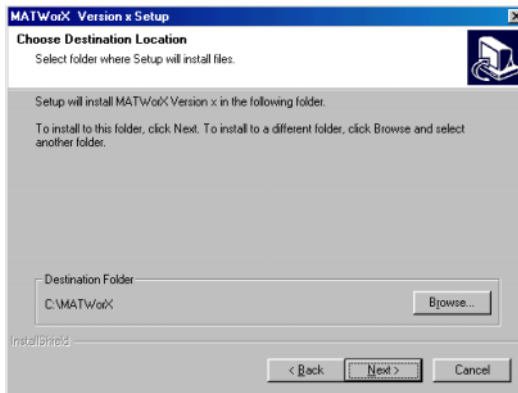 MATWorX Version x Setup
Choose Destination Location
Select folder where Setup will install files.
Setup will install MATWorX Version x in the following folder.
To install to this folder, click Next. To install to a different folder, click Browse and select
another folder.
Destination Folder
C:\MATWorX
Browse...
InstallShield
< Back
Next >
Cancel